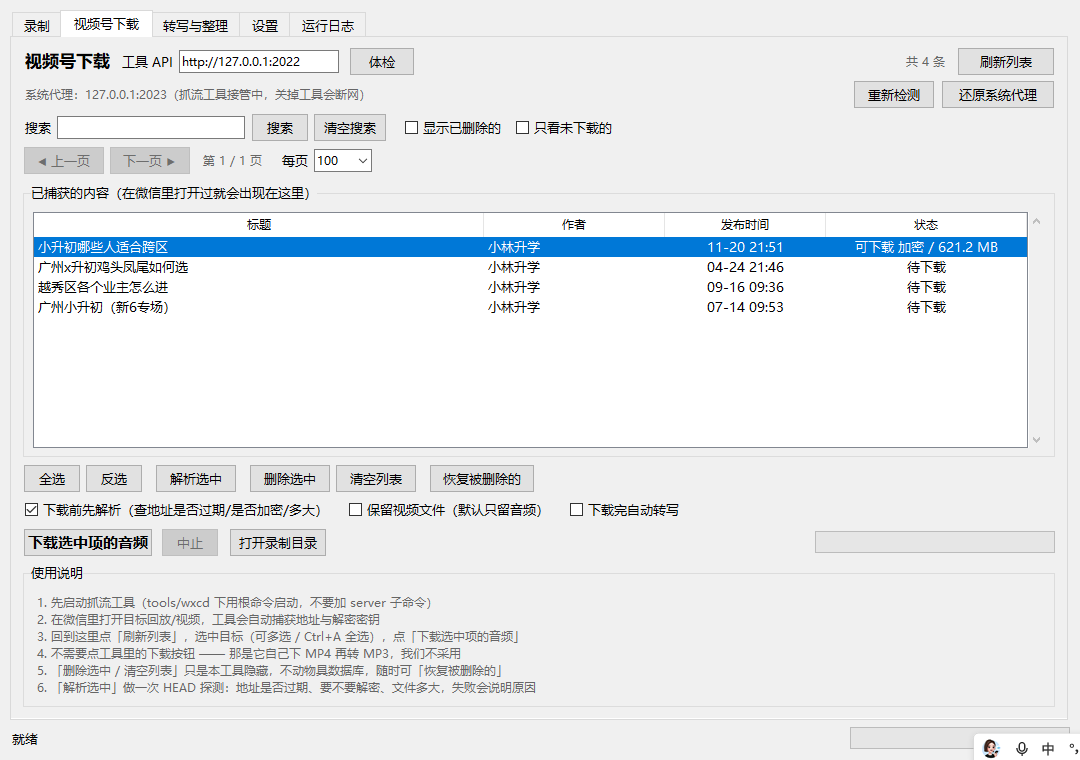 录制 视频号下载 转写与整理 设置 运行日志
视频号下载 工具 API http://127.0.0.1:2022 体检 共 4 条 刷新列表
系统代理：127.0.0.1:2023（抓流工具接管中，关掉工具会断网） 重新检测 还原系统代理
搜索 搜索 清空搜索 显示已删除的 只看未下载的
◄ 上一页 下一页 ► 第 1 / 1 页 每页 100
已捕获的内容（在微信里打开过就会出现在这里）
标题 作者 发布时间 状态
小升初哪些人适合跨区 小林升学 11-20 21:51 可下载 加密 / 621.2 MB
广州x升初鸡头凤尾如何选 小林升学 04-24 21:46 待下载
越秀区各个业主怎么进 小林升学 09-16 09:36 待下载
广州小升初（新6专场） 小林升学 07-14 09:53 待下载
全选 反选 解析选中 删除选中 清空列表 恢复被删除的
下载前先解析（查地址是否过期/是否加密/多大） 保留视频文件（默认只留音频） 下载完自动转写
下载选中项的音频 中止 打开录制目录
使用说明
1. 先启动抓流工具（tools/wxcd 下用根命令启动，不要加 server 子命令）
2. 在微信里打开目标回放/视频，工具会自动捕获地址与解密密钥
3. 回到这里点「刷新列表」，选中目标（可多选 / Ctrl+A 全选），点「下载选中项的音频」
4. 不需要点工具里的下载按钮 —— 那是它自己下 MP4 再转 MP3，我们不采用
5. 「删除选中 / 清空列表」只是本工具隐藏，不动物具数据库，随时可「恢复被删除的」
6. 「解析选中」做一次 HEAD 探测：地址是否过期、要不要解密、文件多大，失败会说明原因
就绪
中 °,